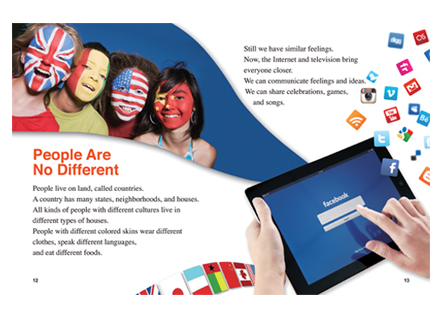 People Are
No Different
People live on land, called countries.
A country has many states, neighborhoods, and houses.
All kinds of people with different cultures live in
different types of houses.
People with different colored skins wear different
clothes, speak different languages,
and eat different foods.
12
Still we have similar feelings.
Now, the Internet and television bring
everyone closer.
We can communicate feelings and ideas.
We can share celebrations, games,
and songs.
digg
facebook
13